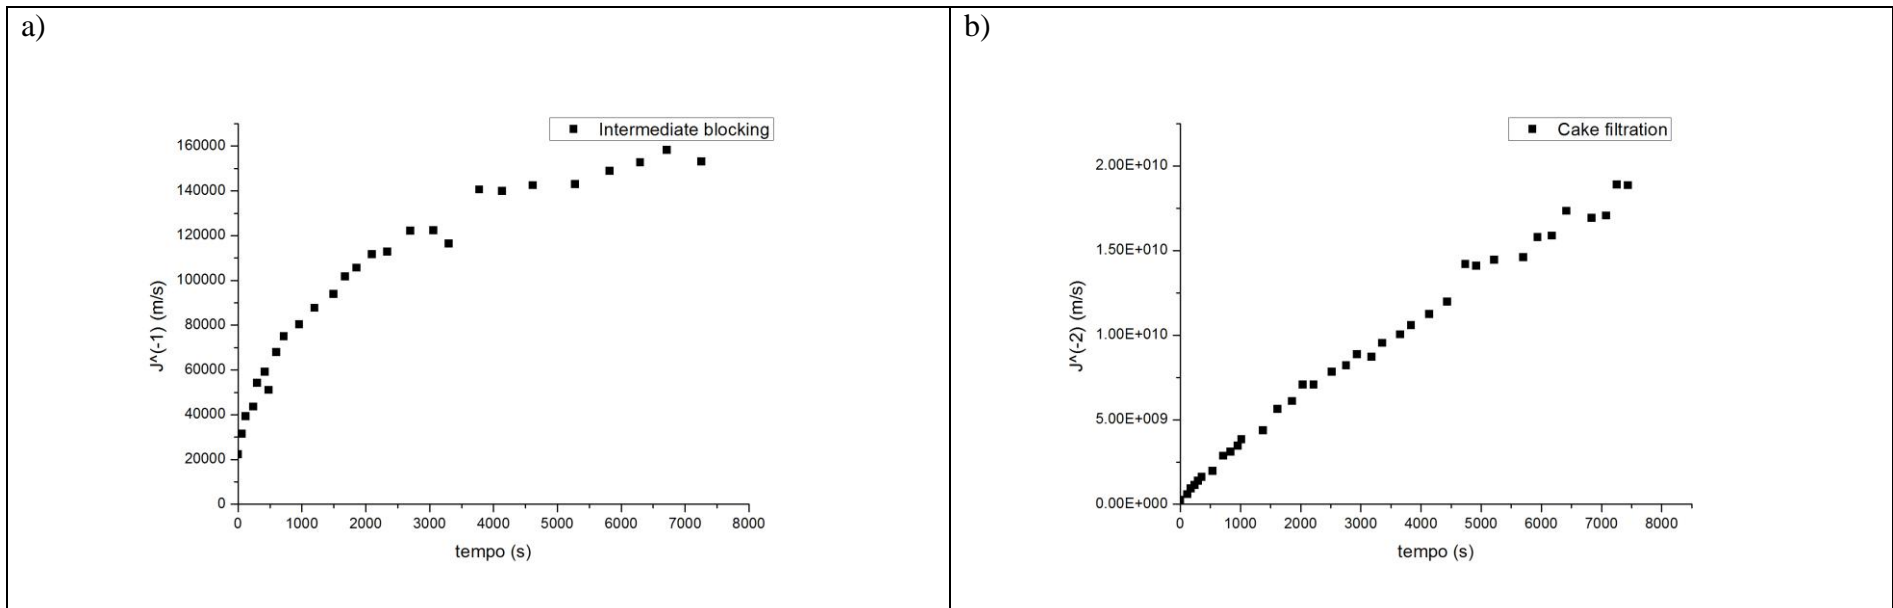 a)
Intermediate blocking
160000
140000
120000
100000
80000
60000
40000
20000
0
J^(-1) (m/s)
0 1000 2000 3000 4000 5000 6000 7000 8000
tempo (s)
b)
Cake filtration
2.00E+010
1.50E+010
1.00E+010
5.00E+009
0.00E+000
J^(-2) (m/s)
0 1000 2000 3000 4000 5000 6000 7000 8000
tempo (s)